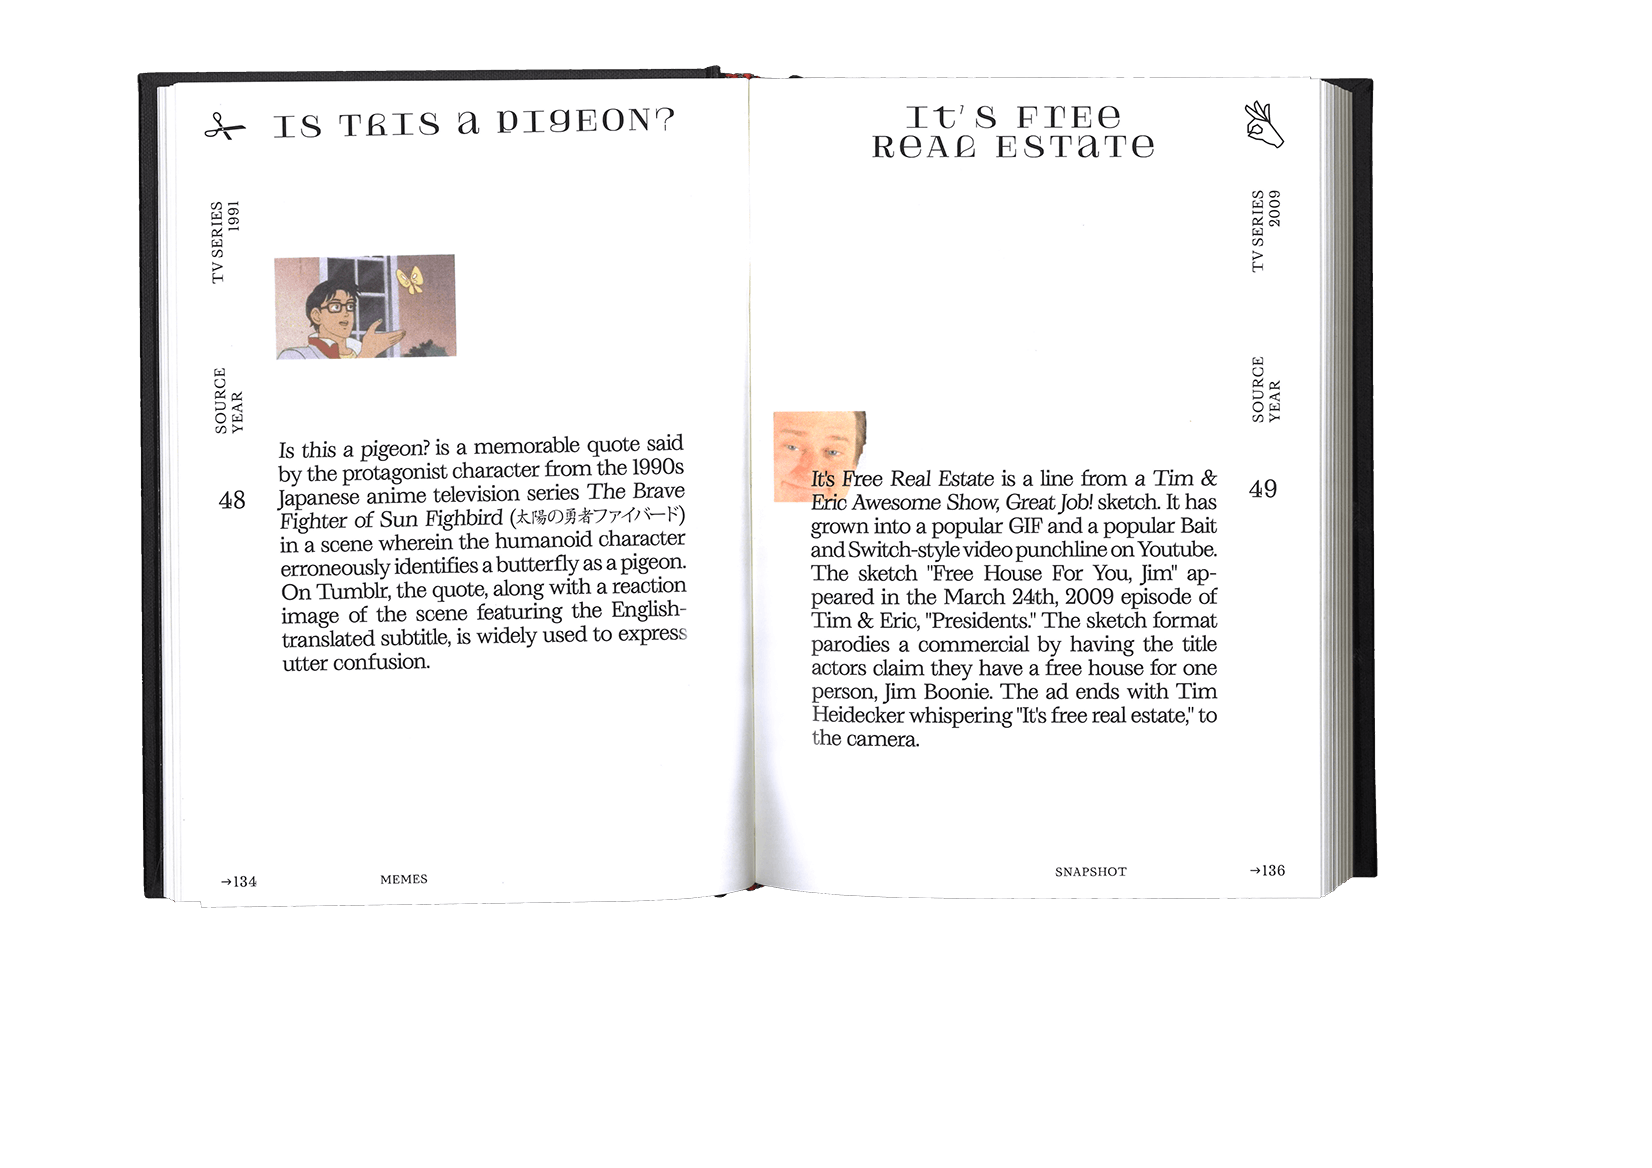 IS THIS a PIGEON?
TV SERIES
1991
SOURCE
YEAR
48
Is this a pigeon? is a memorable quote said
by the protagonist character from the 1990s
Japanese anime television series The Brave
Fighter of Sun Fighbird (太陽の勇者ファイバード)
in a scene wherein the humanoid character
erroneously identifies a butterfly as a pigeon.
On Tumblr, the quote, along with a reaction
image of the scene featuring the English-
translated subtitle, is widely used to express
utter confusion.
→134
MEMES
It'S FrEe
ReAL ESTaTe
TV SERIES
2009
SOURCE
YEAR
49
It's Free Real Estate is a line from a Tim &
Eric Awesome Show, Great Job! sketch. It has
grown into a popular GIF and a popular Bait
and Switch-style video punchline on Youtube.
The sketch "Free House For You, Jim" ap-
peared in the March 24th, 2009 episode of
Tim & Eric, "Presidents." The sketch format
parodies a commercial by having the title
actors claim they have a free house for one
person, Jim Boonie. The ad ends with Tim
Heidecker whispering "It's free real estate," to
the camera.
SNAPSHOT
→136